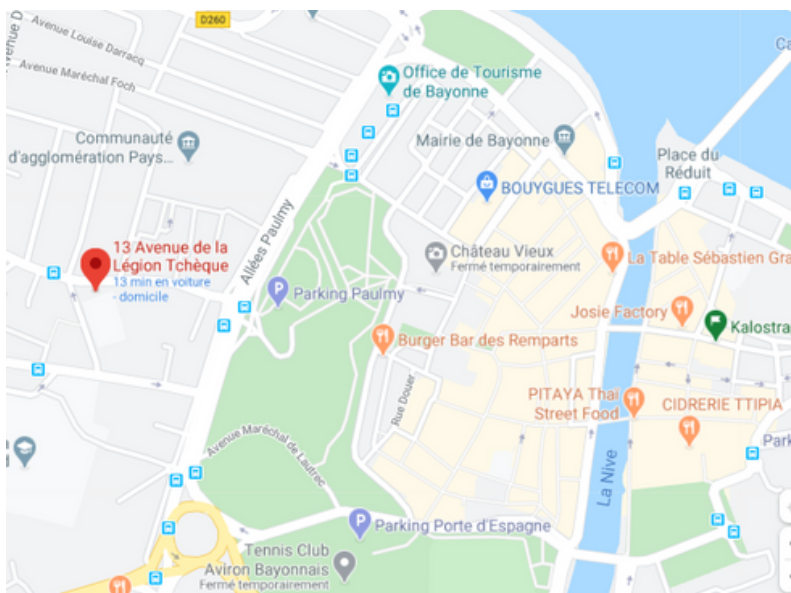 D260
Avenue D
Avenue Louise Darracq
Avenue Maréchal Foch
Office de Tourisme
de Bayonne
Ca
Communauté
d'agglomération Pays...
Mairie de Bayonne
Place du
Réduit
BOUYGUES TELECOM
13 Avenue de la
Légion Tchèque
13 min en voiture
- domicile
Allées Paulmy
Château Vieux
Fermé temporairement
La Table Sébastien Gra
Parking Paulmy
Josie Factory
Kalostra
Burger Bar des Remparts
Rue Douer
PITAYA Thaï
Street Food
CIDRERIE TTIPIA
Avenue Maréchal de Lautrec
Park
La Nive
Parking Porte d'Espagne
Tennis Club
Aviron Bayonnais
Fermé temporairement